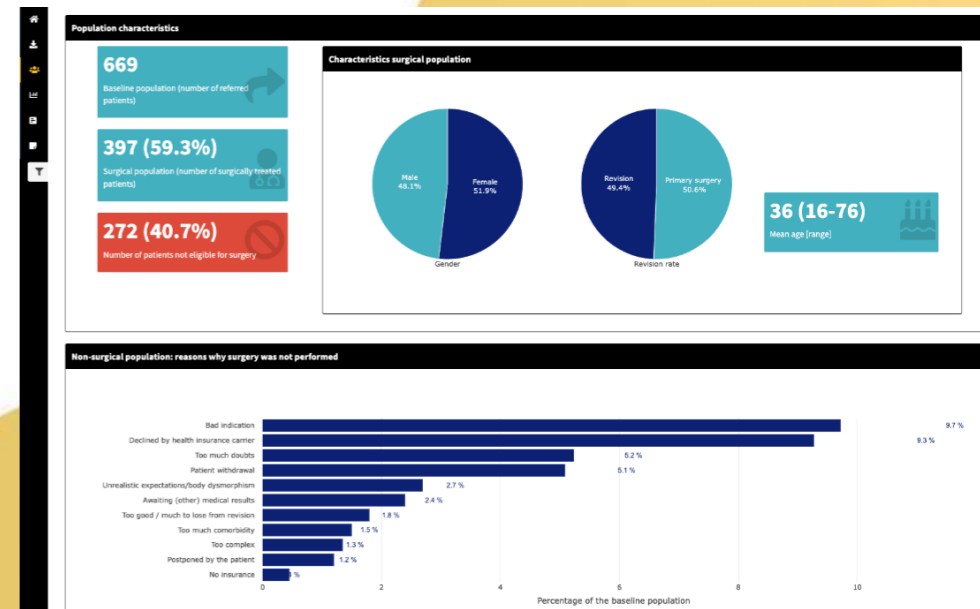 Population characteristics
669
Baseline population (number of referred
patients)
397 (59.3%)
Surgical population (number of surgically treated
patients)
272 (40.7%)
Number of patients not eligible for surgery
Characteristics surgical population
Male
48.1%
Female
51.9%
Gender
Revision
49.4%
Primary surgery
50.6%
Revision rate
36 (16-76)
Mean age [range]
Non-surgical population: reasons why surgery was not performed
Bad indication 9.7 %
Declined by health insurance carrier 9.3 %
Too much doubts 5.2 %
Patient withdrawal 5.1 %
Unrealistic expectations/body dysmorphism 2.7 %
Awaiting (other) medical results 2.4 %
Too good / much to lose from revision 1.8 %
Too much comorbidity 1.5 %
Too complex 1.3 %
Postponed by the patient 1.2 %
No insurance %
0 2 4 6 8 10
Percentage of the baseline population